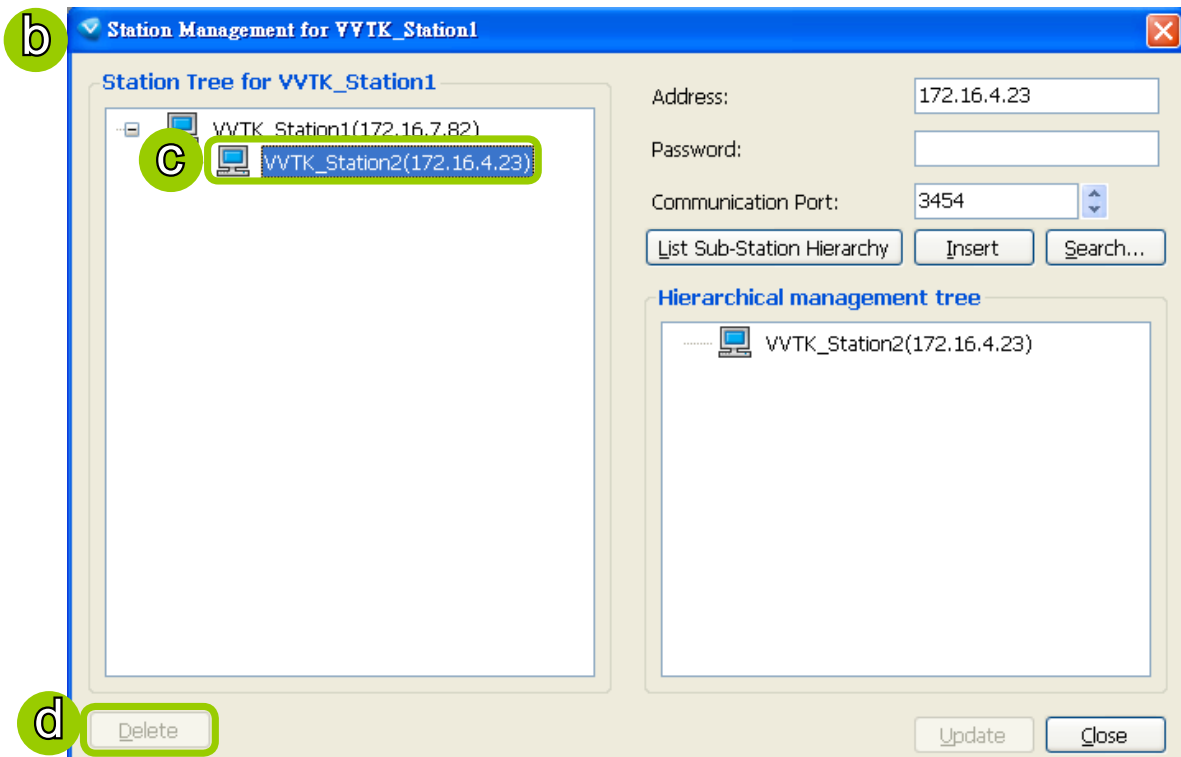 b
Station Management for VVTK_Station1
Station Tree for VVTK_Station1
VVTK_Station1(172.16.7.82)
c
VVTK_Station2(172.16.4.23)
Address:
172.16.4.23
Password:
Communication Port:
3454
List Sub-Station Hierarchy
Insert
Search...
Hierarchical management tree
VVTK_Station2(172.16.4.23)
d
Delete
Update
Close